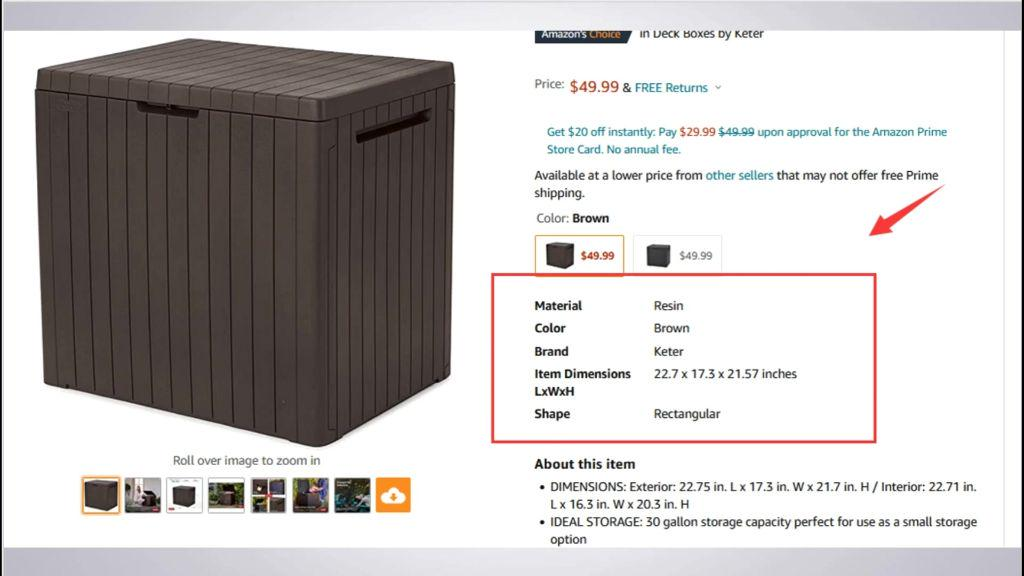 Amazon's Choice in Deck Boxes by Keter
Price: $49.99 & FREE Returns
Get $20 off instantly: Pay $29.99 $49.99 upon approval for the Amazon Prime
Store Card. No annual fee.
Available at a lower price from other sellers that may not offer free Prime
shipping.
Color: Brown
$49.99 $49.99
Material Resin
Color Brown
Brand Keter
Item Dimensions 22.7 x 17.3 x 21.57 inches
LxWxH
Shape Rectangular
Roll over image to zoom in
About this item
• DIMENSIONS: Exterior: 22.75 in. L x 17.3 in. W x 21.7 in. H / Interior: 22.71 in.
L x 16.3 in. W x 20.3 in. H
• IDEAL STORAGE: 30 gallon storage capacity perfect for use as a small storage
option